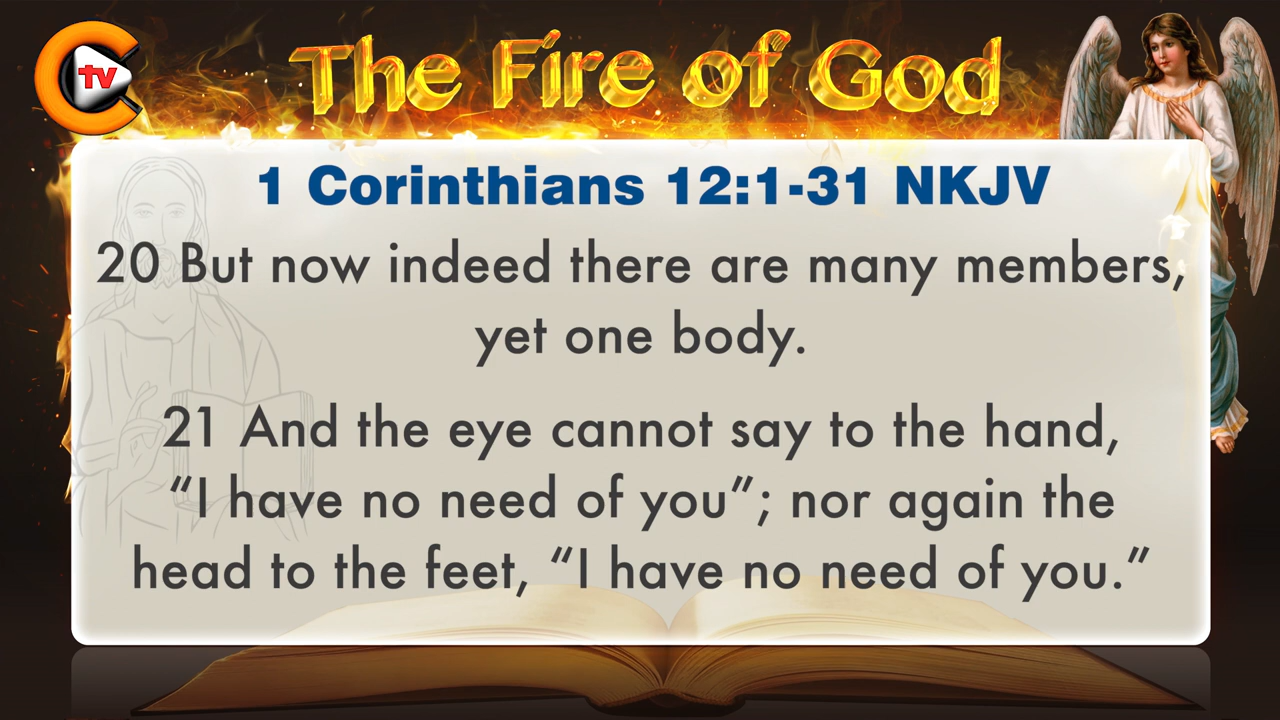 tv
The Fire of God
1 Corinthians 12:1-31 NKJV
20 But now indeed there are many members,
yet one body.
21 And the eye cannot say to the hand,
“I have no need of you”; nor again the
head to the feet, “I have no need of you.”